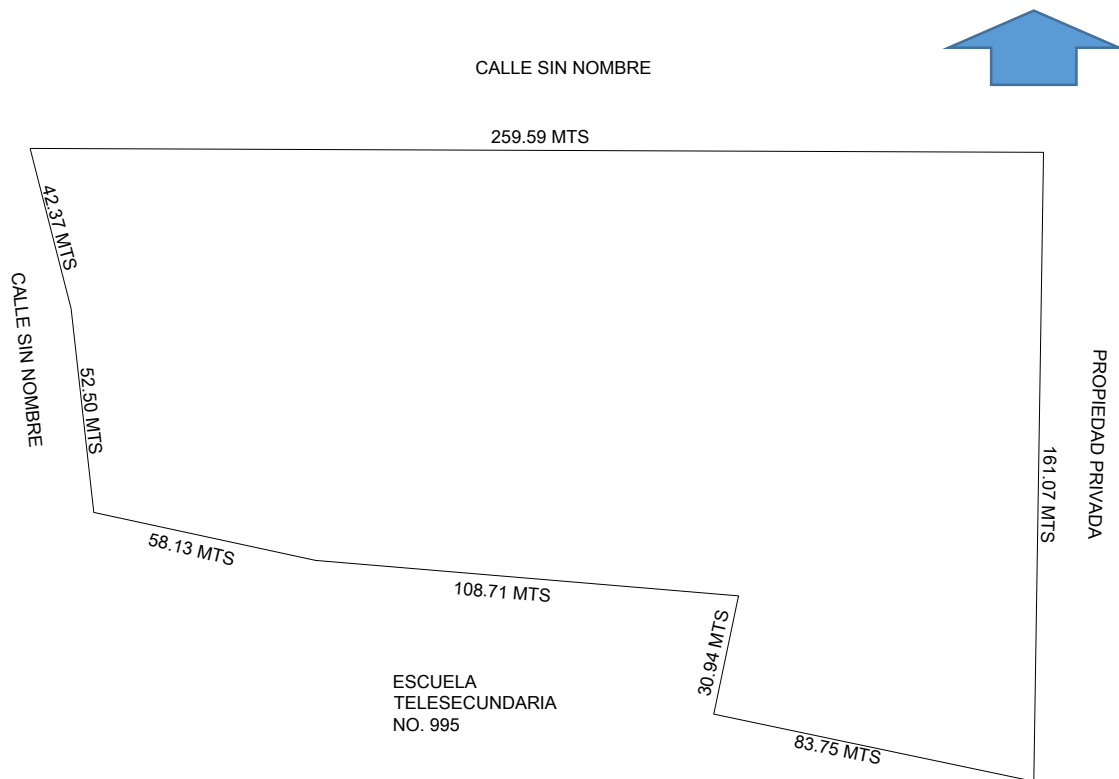 CALLE SIN NOMBRE
259.59 MTS
42.37 MTS
CALLE SIN NOMBRE
52.50 MTS
PROPIEDAD PRIVADA
161.07 MTS
58.13 MTS
108.71 MTS
30.94 MTS
ESCUELA
TELESECUNDARIA
NO. 995
83.75 MTS